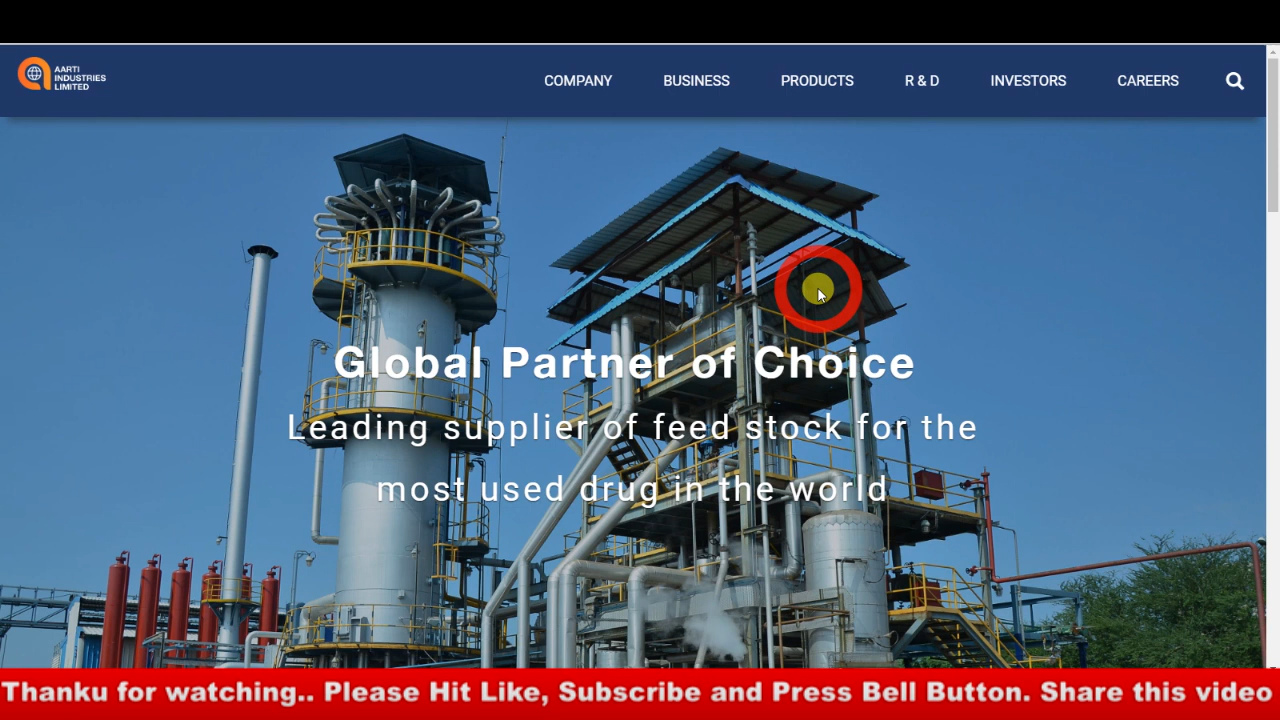 AARTI
INDUSTRIES
LIMITED
COMPANY
BUSINESS
PRODUCTS
R & D
INVESTORS
CAREERS
Global Partner of Choice
Leading supplier of feed stock for the
most used drug in the world
Thanku for watching.. Please Hit Like, Subscribe and Press Bell Button. Share this video